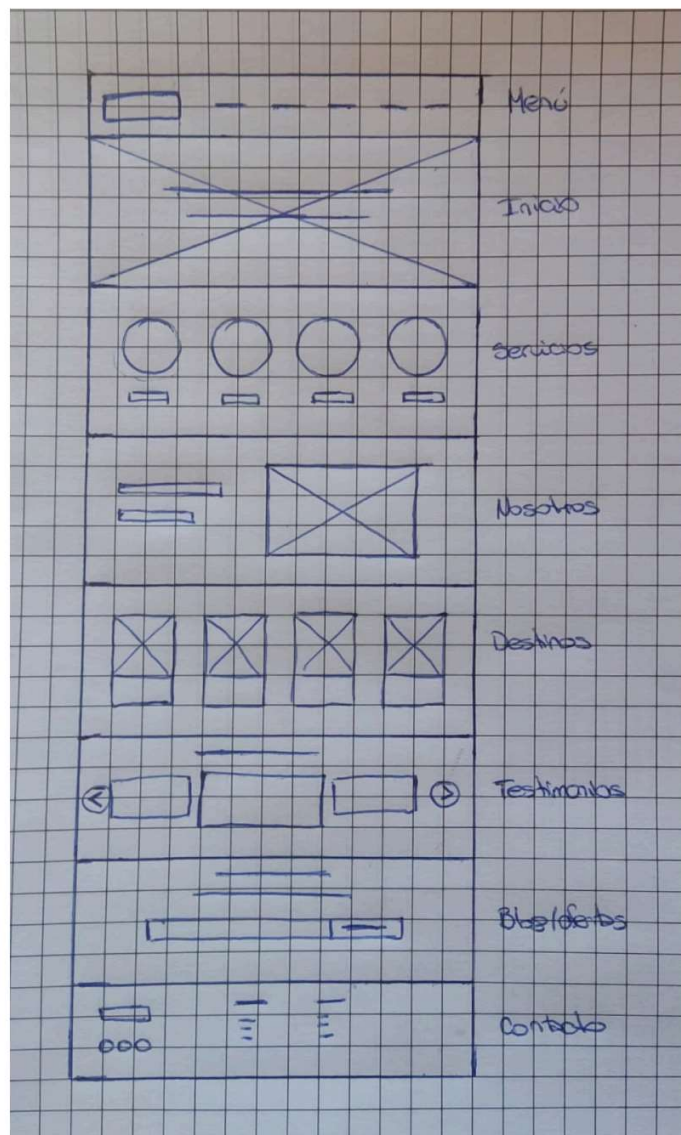 Menú
Inicio
Servicios
Nosotros
Destinos
Testimonios
Blog/ofertas
Contacto